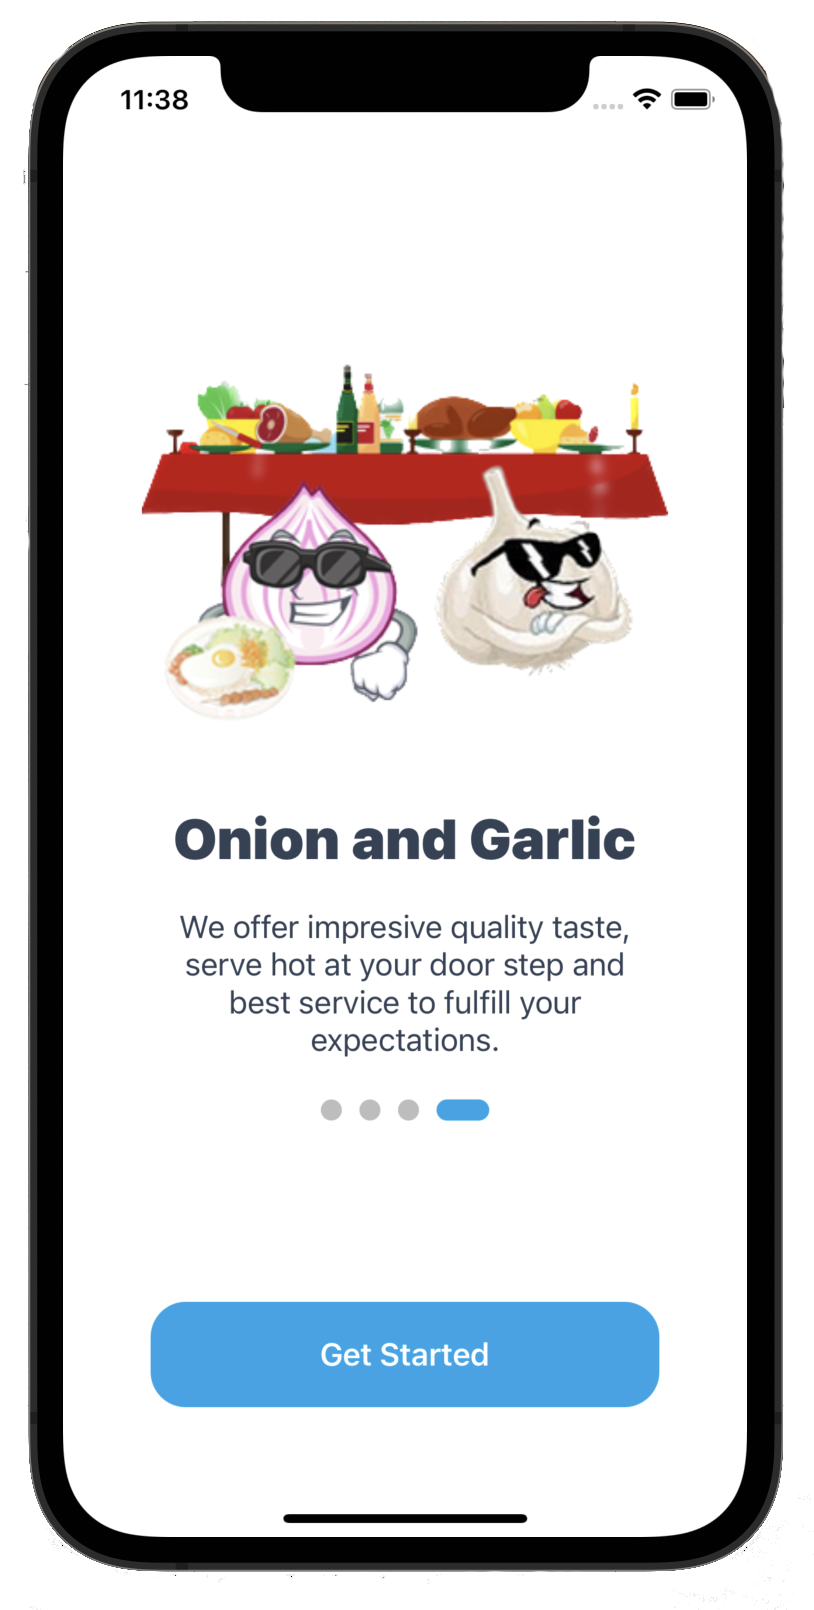 11:38
Onion and Garlic
We offer impresive quality taste,
serve hot at your door step and
best service to fulfill your
expectations.
Get Started